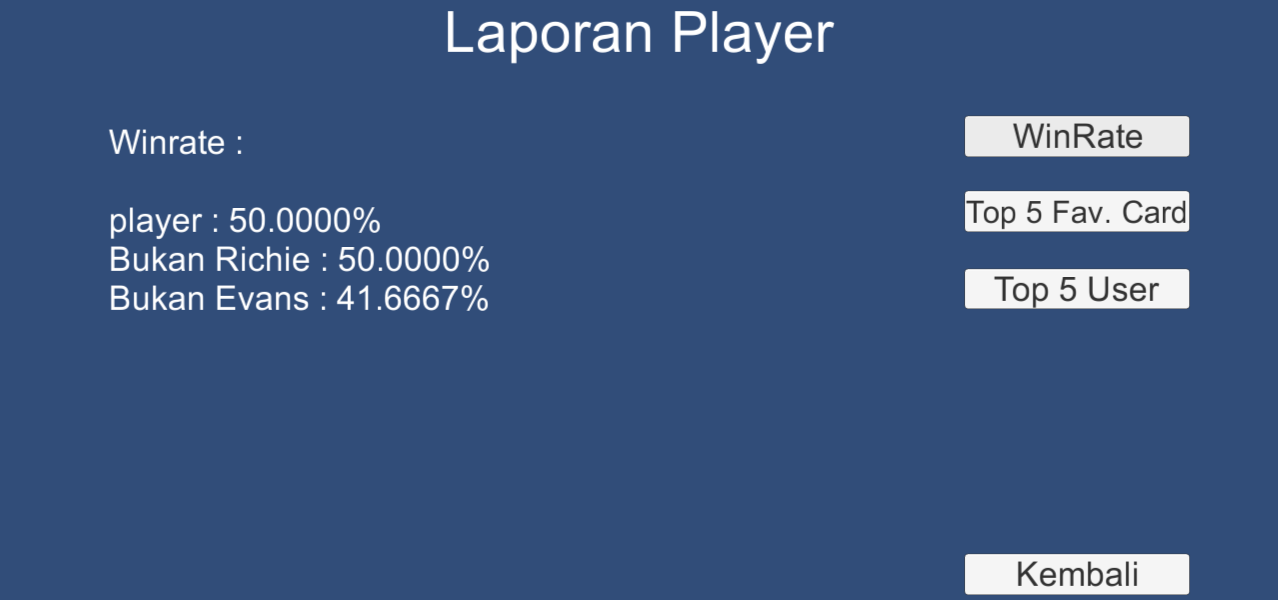 Laporan Player
Winrate :
player : 50.0000%
Bukan Richie : 50.0000%
Bukan Evans : 41.6667%
WinRate
Top 5 Fav. Card
Top 5 User
Kembali